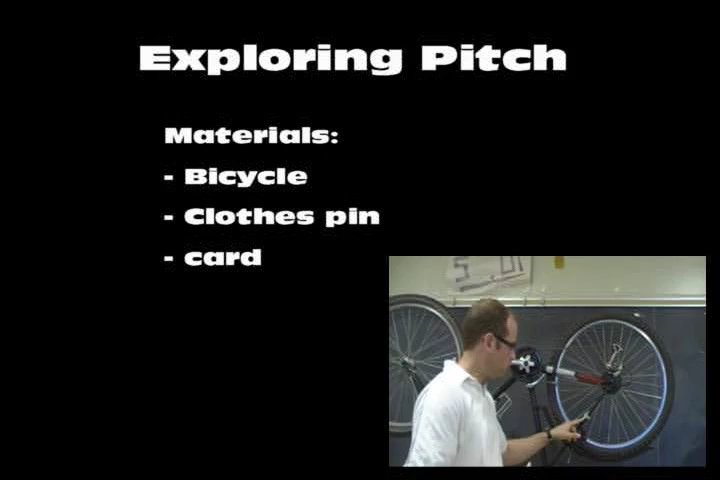 Exploring Pitch
Materials:
- Bicycle
- Clothes pin
- card